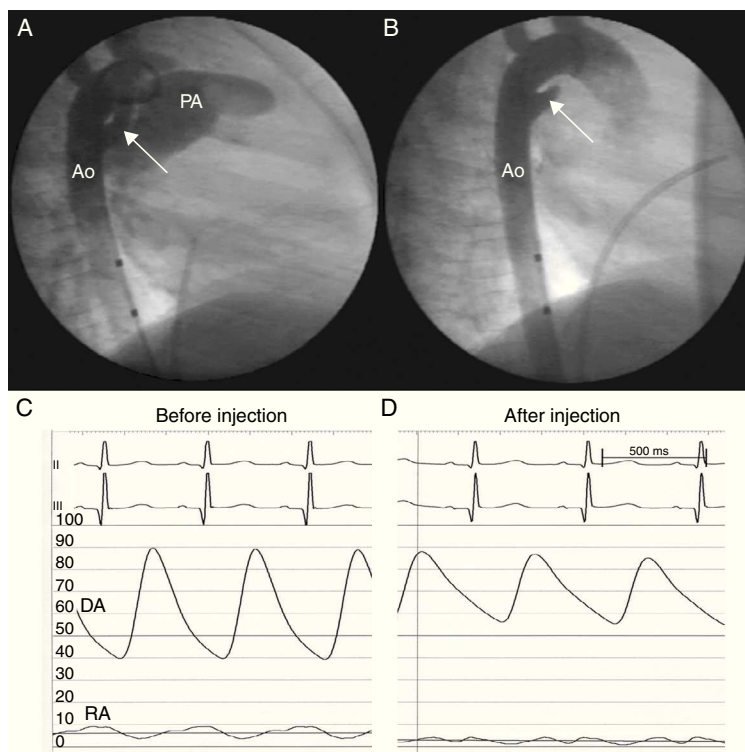 A
B
PA
Ao
Ao
C
Before injection
D
After injection
II
500 ms
III
100
90
80
70
60
DA
50
40
30
20
RA
10
0